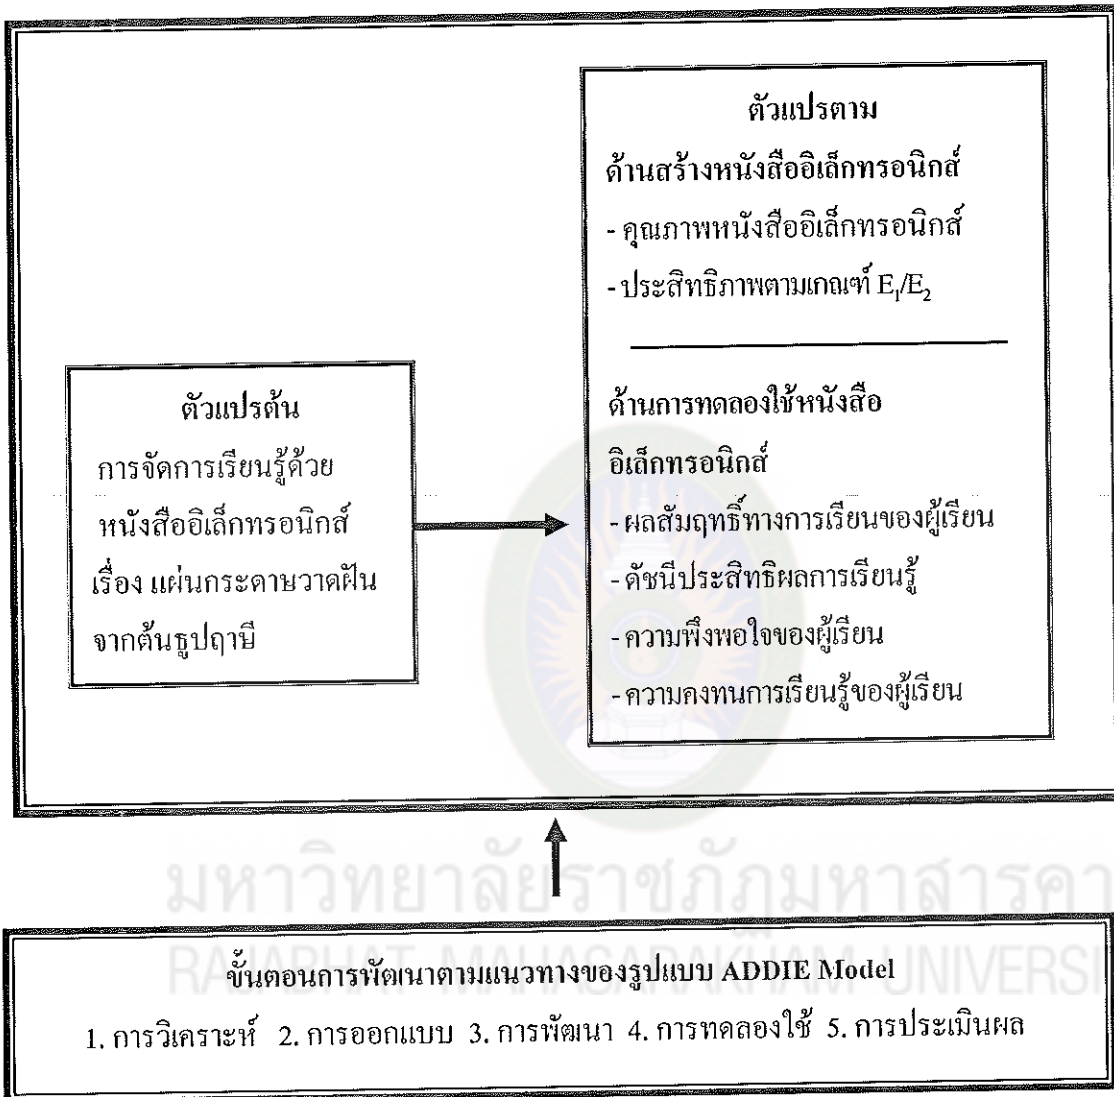 ตัวแปรตาม
ด้านสร้างหนังสืออิเล็กทรอนิกส์
- คุณภาพหนังสืออิเล็กทรอนิกส์
- ประสิทธิภาพตามเกณฑ์ E₁/E₂
ด้านการทดลองใช้หนังสือ
อิเล็กทรอนิกส์
- ผลสัมฤทธิ์ทางการเรียนของผู้เรียน
- ดัชนีประสิทธิผลการเรียนรู้
- ความพึงพอใจของผู้เรียน
- ความคงทนการเรียนรู้ของผู้เรียน
ตัวแปรต้น
การจัดการเรียนรู้ด้วย
หนังสืออิเล็กทรอนิกส์
เรื่อง แผ่นกระดาษวาดฝัน
จากต้นธูปฤาษี
มหาวิทยาลัยราชภัฏมหาสารคา
RAJABHAT MAHASARAKHAM UNIVERSI
ขั้นตอนการพัฒนาตามแนวทางของรูปแบบ ADDIE Model
1. การวิเคราะห์ 2. การออกแบบ 3. การพัฒนา 4. การทดลองใช้ 5. การประเมินผล